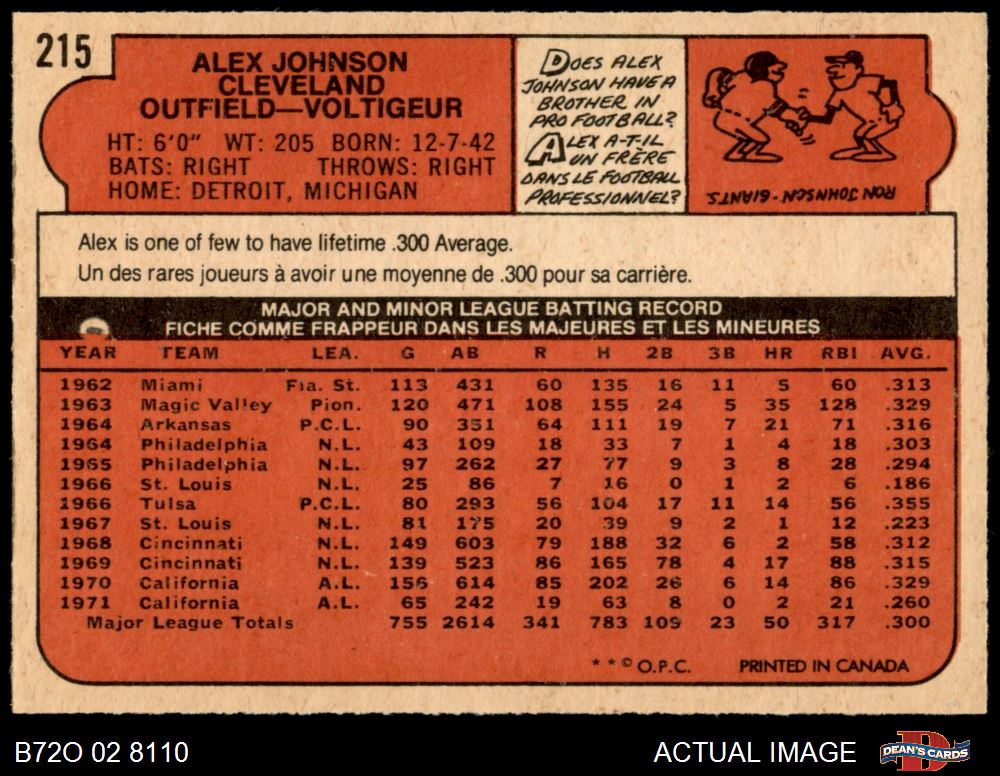 215
ALEX JOHNSON
CLEVELAND
OUTFIELD—VOLTIGEUR
HT: 6'0" WT: 205 BORN: 12-7-42
BATS: RIGHT THROWS: RIGHT
HOME: DETROIT, MICHIGAN
DOES ALEX
JOHNSON HAVE A
BROTHER IN
PRO FOOTBALL?
ALEX A-T-IL
UN FRÈRE
DANS LE FOOTBALL
PROFESSIONNEL?
RON JOHNSON - GIANTS
Alex is one of few to have lifetime .300 Average.
Un des rares joueurs à avoir une moyenne de .300 pour sa carrière.
MAJOR AND MINOR LEAGUE BATTING RECORD
FICHE COMME FRAPPEUR DANS LES MAJEURES ET LES MINEURES
YEAR TEAM LEA. G AB R H 2B 3B HR RBI AVG.
1962 Miami Fla. St. 113 431 60 135 16 11 5 60 .313
1963 Magic Valley Pion. 120 471 108 155 24 5 35 128 .329
1964 Arkansas P.C.L. 90 351 64 111 19 7 21 71 .316
1964 Philadelphia N.L. 43 109 18 33 7 1 4 18 .303
1965 Philadelphia N.L. 97 262 27 77 9 3 8 28 .294
1966 St. Louis N.L. 25 86 7 16 0 1 2 6 .186
1966 Tulsa P.C.L. 80 293 56 104 17 11 14 56 .355
1967 St. Louis N.L. 81 175 20 39 9 2 1 12 .223
1968 Cincinnati N.L. 149 603 79 188 32 6 2 58 .312
1969 Cincinnati N.L. 139 523 86 165 78 4 17 88 .315
1970 California A.L. 156 614 85 202 26 6 14 86 .329
1971 California A.L. 65 242 19 63 8 0 2 21 .260
Major League Totals 755 2614 341 783 109 23 50 317 .300
**© O.P.C. PRINTED IN CANADA
B72O 02 8110
ACTUAL IMAGE
D
DEAN'S CARDS